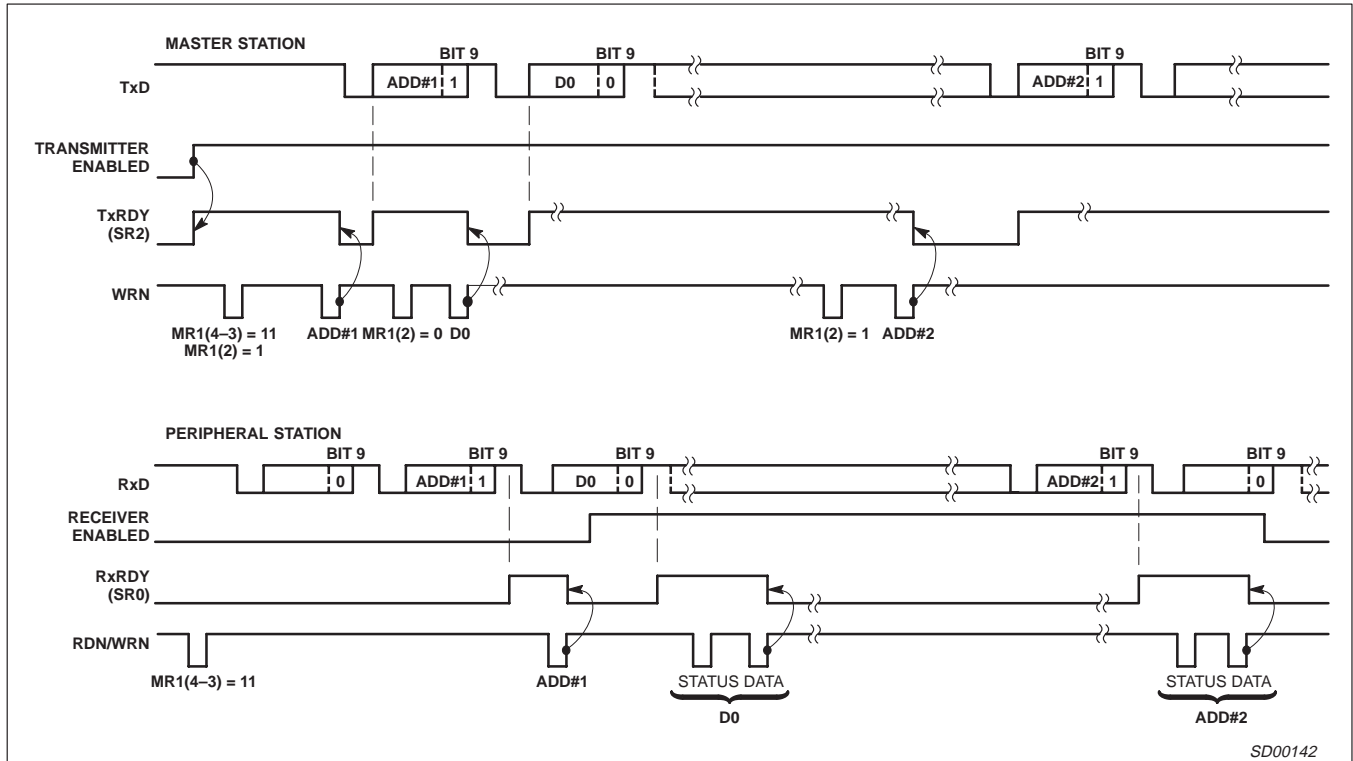 MASTER STATION
BIT 9 BIT 9 BIT 9
TxD ADD#1 1 D0 0 ADD#2 1
TRANSMITTER
ENABLED
TxRDY
(SR2)
WRN
MR1(4–3) = 11 ADD#1 MR1(2) = 0 D0 MR1(2) = 1 ADD#2
MR1(2) = 1
PERIPHERAL STATION
BIT 9 BIT 9 BIT 9 BIT 9 BIT 9
RxD 0 ADD#1 1 D0 0 ADD#2 1 0
RECEIVER
ENABLED
RxRDY
(SR0)
RDN/WRN
MR1(4–3) = 11 ADD#1 STATUS DATA STATUS DATA
D0 ADD#2
SD00142